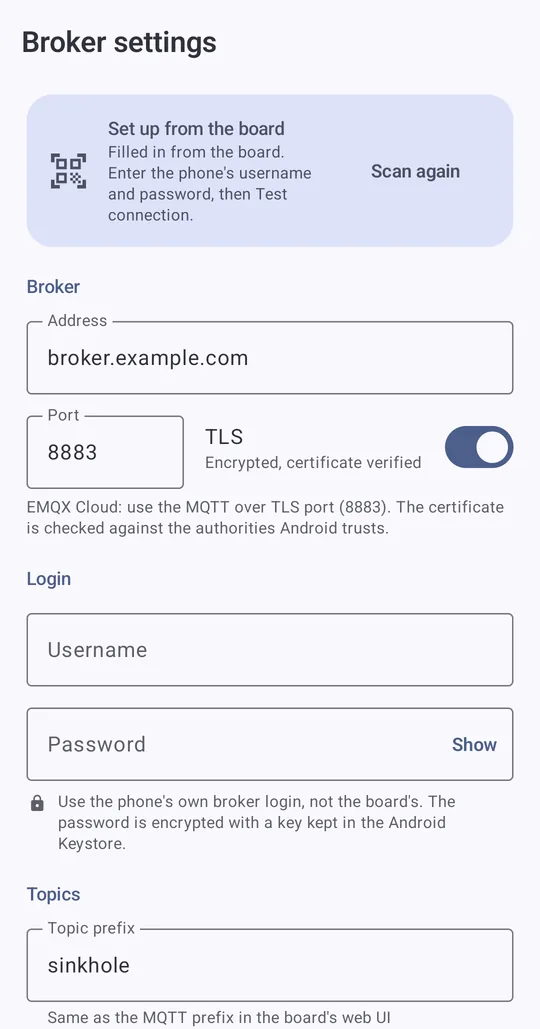 Broker settings
Set up from the board
Filled in from the board.
Enter the phone's username
and password, then Test
connection.
Scan again
Broker
Address
broker.example.com
Port
8883
TLS
Encrypted, certificate verified
EMQX Cloud: use the MQTT over TLS port (8883). The certificate
is checked against the authorities Android trusts.
Login
Username
Password
Show
Use the phone's own broker login, not the board's. The
password is encrypted with a key kept in the Android
Keystore.
Topics
Topic prefix
sinkhole
Same as the MQTT prefix in the board's web UI